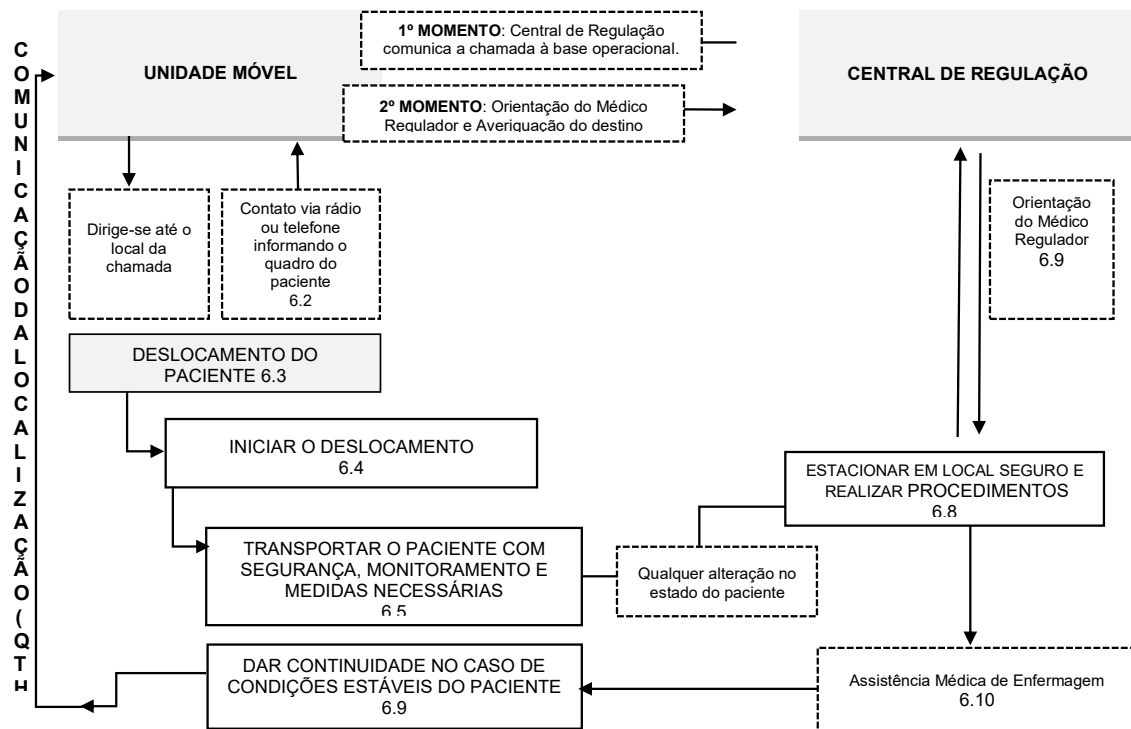 COMUNICAÇÃODALOCALIZAÇÃO(QTH
UNIDADE MÓVEL
1º MOMENTO: Central de Regulação
comunica a chamada à base operacional.
2º MOMENTO: Orientação do Médico
Regulador e Averiguação do destino
CENTRAL DE REGULAÇÃO
Dirige-se até o
local da
chamada
Contato via rádio
ou telefone
informando o
quadro do
paciente
6.2
Orientação
do Médico
Regulador
6.9
DESLOCAMENTO DO
PACIENTE 6.3
INICIAR O DESLOCAMENTO
6.4
ESTACIONAR EM LOCAL SEGURO E
REALIZAR PROCEDIMENTOS
6.8
TRANSPORTAR O PACIENTE COM
SEGURANÇA, MONITORAMENTO E
MEDIDAS NECESSÁRIAS
6.5
Qualquer alteração no
estado do paciente
DAR CONTINUIDADE NO CASO DE
CONDIÇÕES ESTÁVEIS DO PACIENTE
6.9
Assistência Médica de Enfermagem
6.10